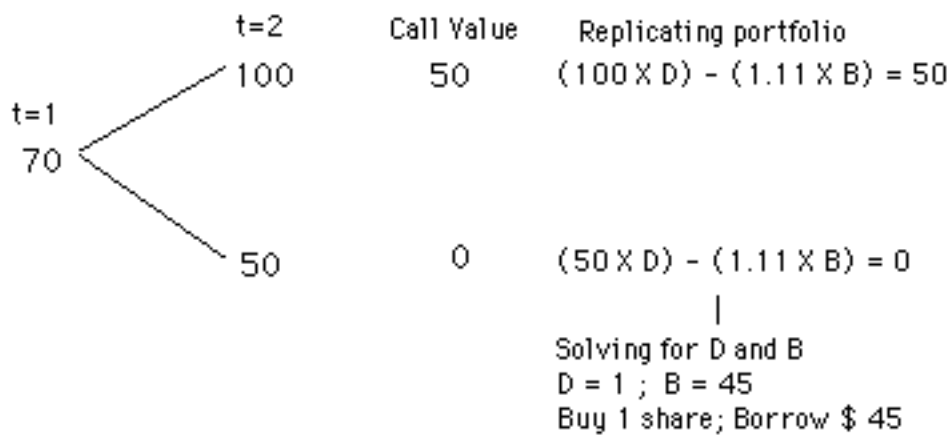 t=2 Call Value Replicating portfolio
100 50 (100 X D) - (1.11 X B) = 50
t=1
70
50 0 (50 X D) - (1.11 X B) = 0
Solving for D and B
D = 1 ; B = 45
Buy 1 share; Borrow $ 45